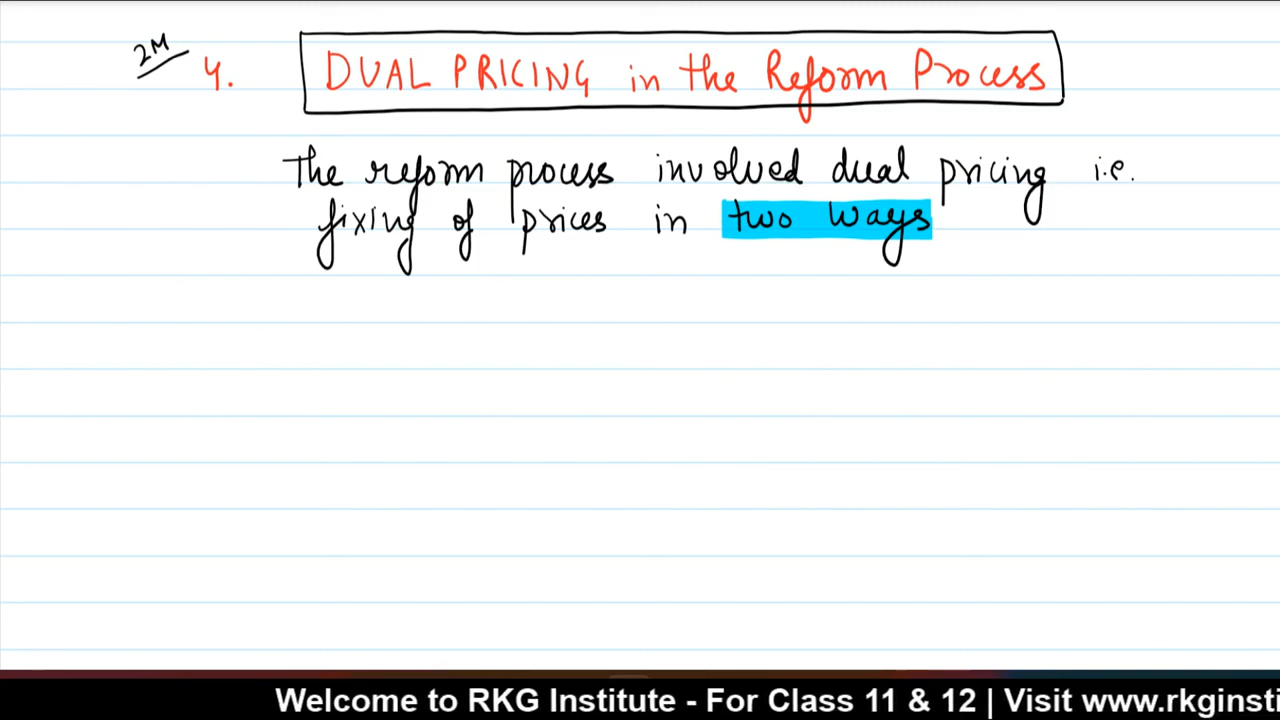 2M
4. DUAL PRICING in the Reform Process
The reform process involved dual pricing i.e.
fixing of prices in two ways
Welcome to RKG Institute - For Class 11 & 12 | Visit www.rkginsti